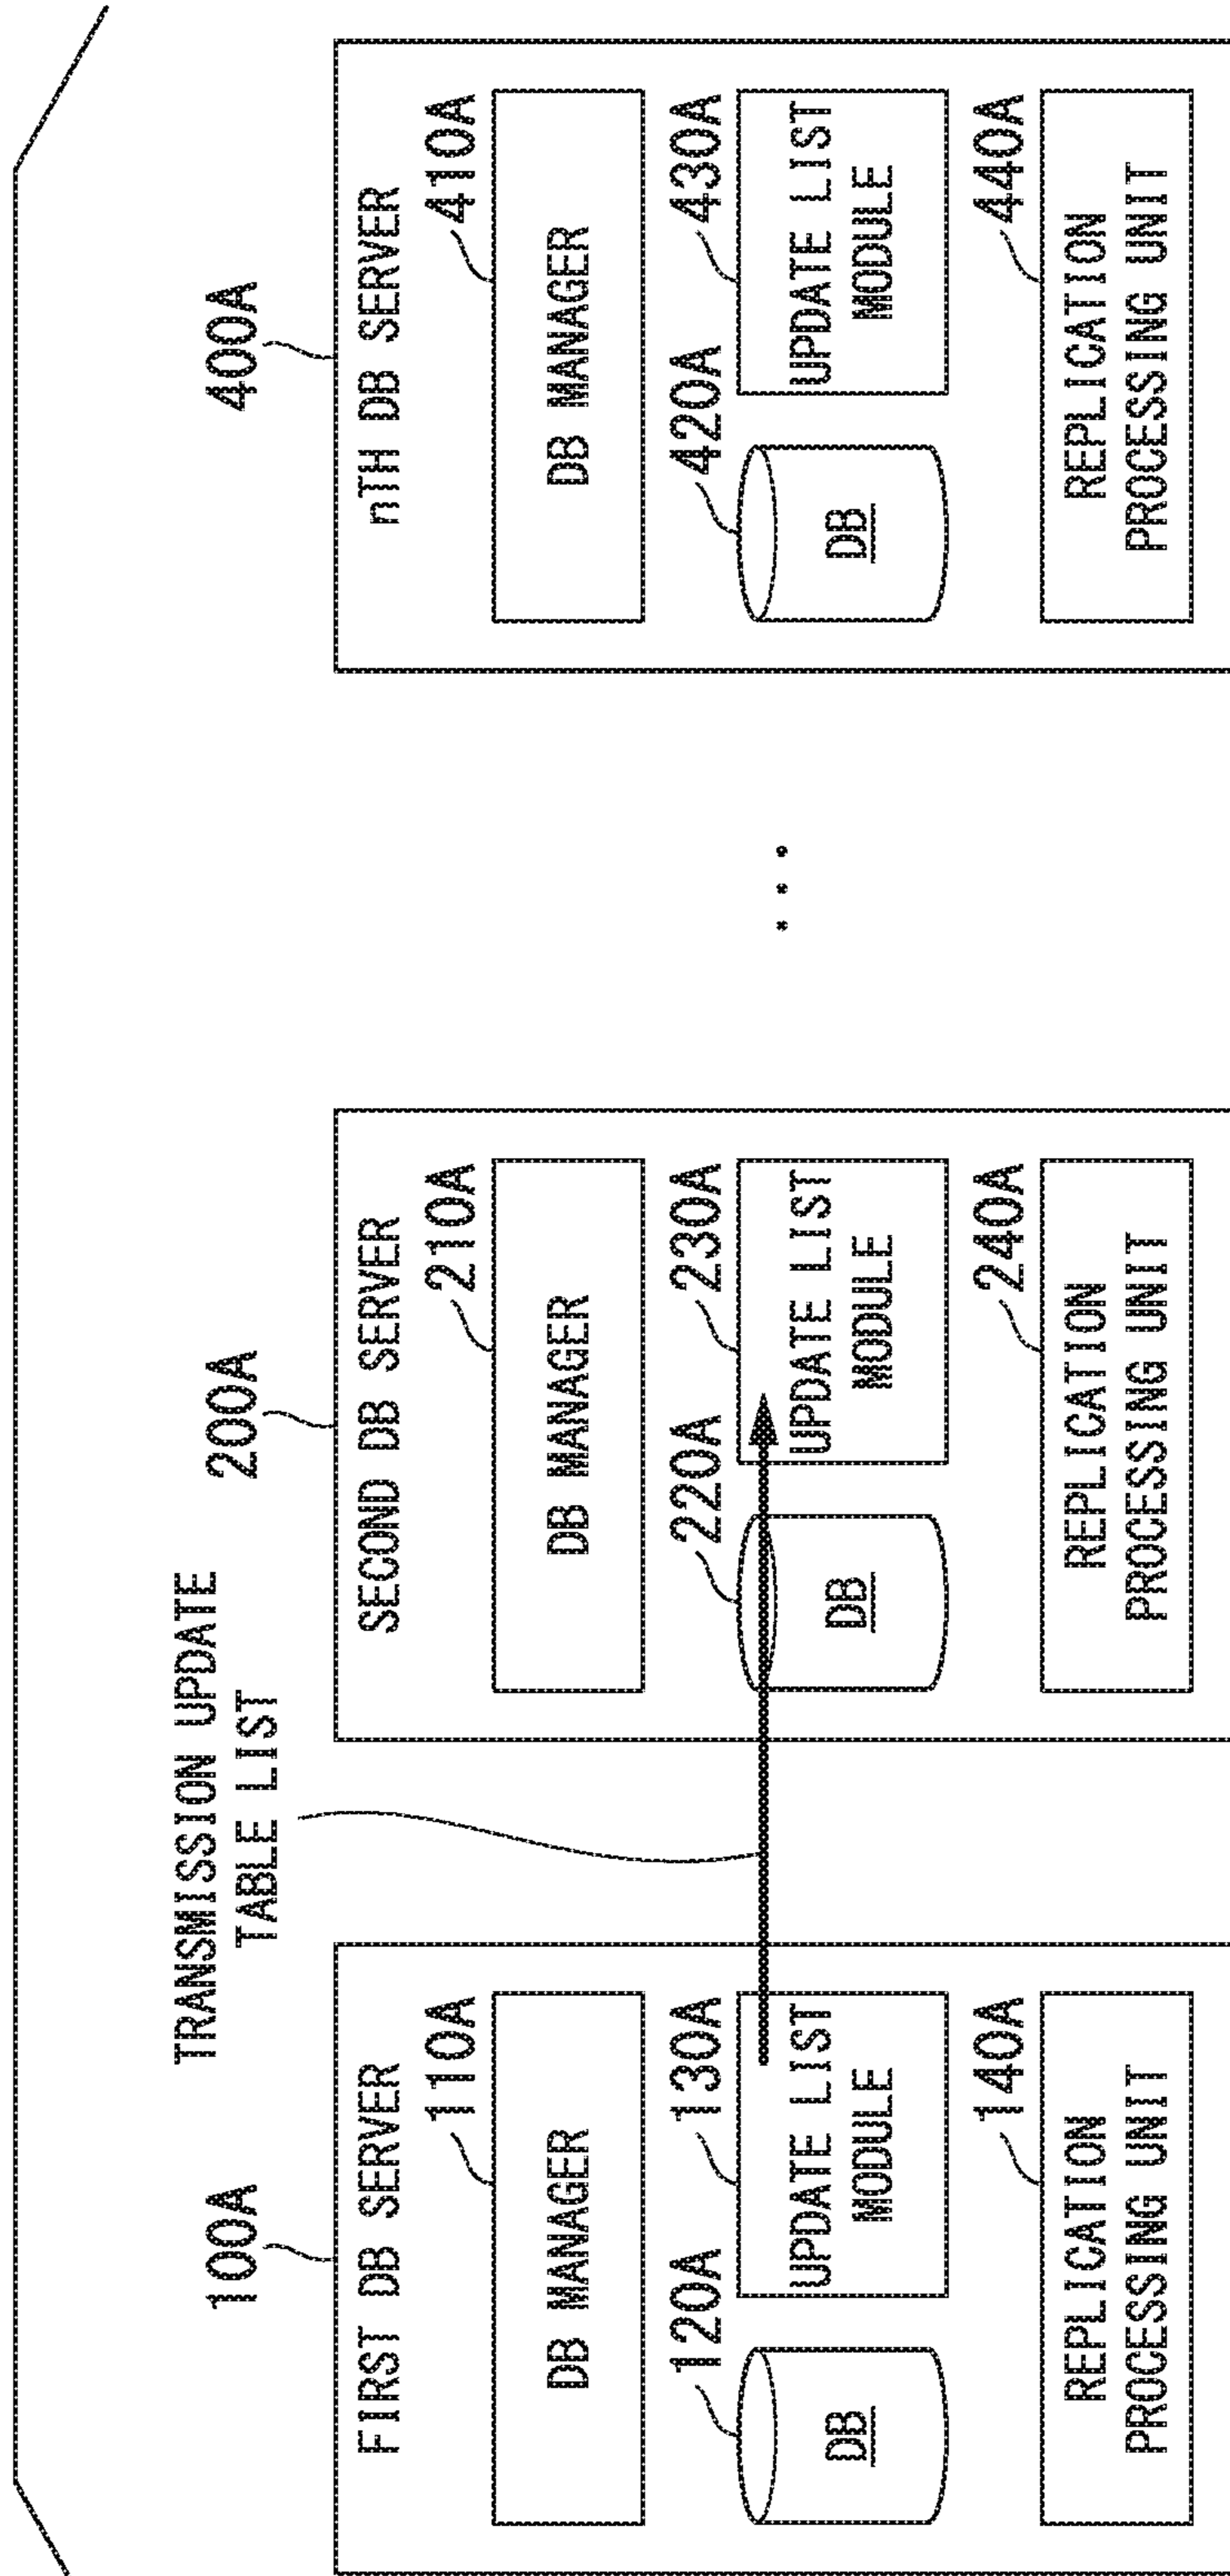 TRANSMISSION UPDATE
TABLE LIST
100A
FIRST DB SERVER
110A
DB MANAGER
120A
DB
130A
UPDATE LIST
MODULE
140A
REPLICATION
PROCESSING UNIT
200A
SECOND DB SERVER
210A
DB MANAGER
220A
DB
230A
UPDATE LIST
MODULE
240A
REPLICATION
PROCESSING UNIT
...
400A
nTH DB SERVER
410A
DB MANAGER
420A
DB
430A
UPDATE LIST
MODULE
440A
REPLICATION
PROCESSING UNIT